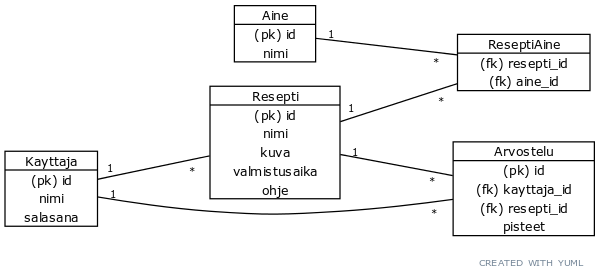 Aine
(pk) id
nimi
1
*
ReseptiAine
(fk) resepti_id
(fk) aine_id
Resepti
(pk) id
nimi
kuva
valmistusaika
ohje
1
*
1
*
Kayttaja
(pk) id
nimi
salasana
1
*
1
*
Arvostelu
(pk) id
(fk) kayttaja_id
(fk) resepti_id
pisteet
CREATED WITH YUML